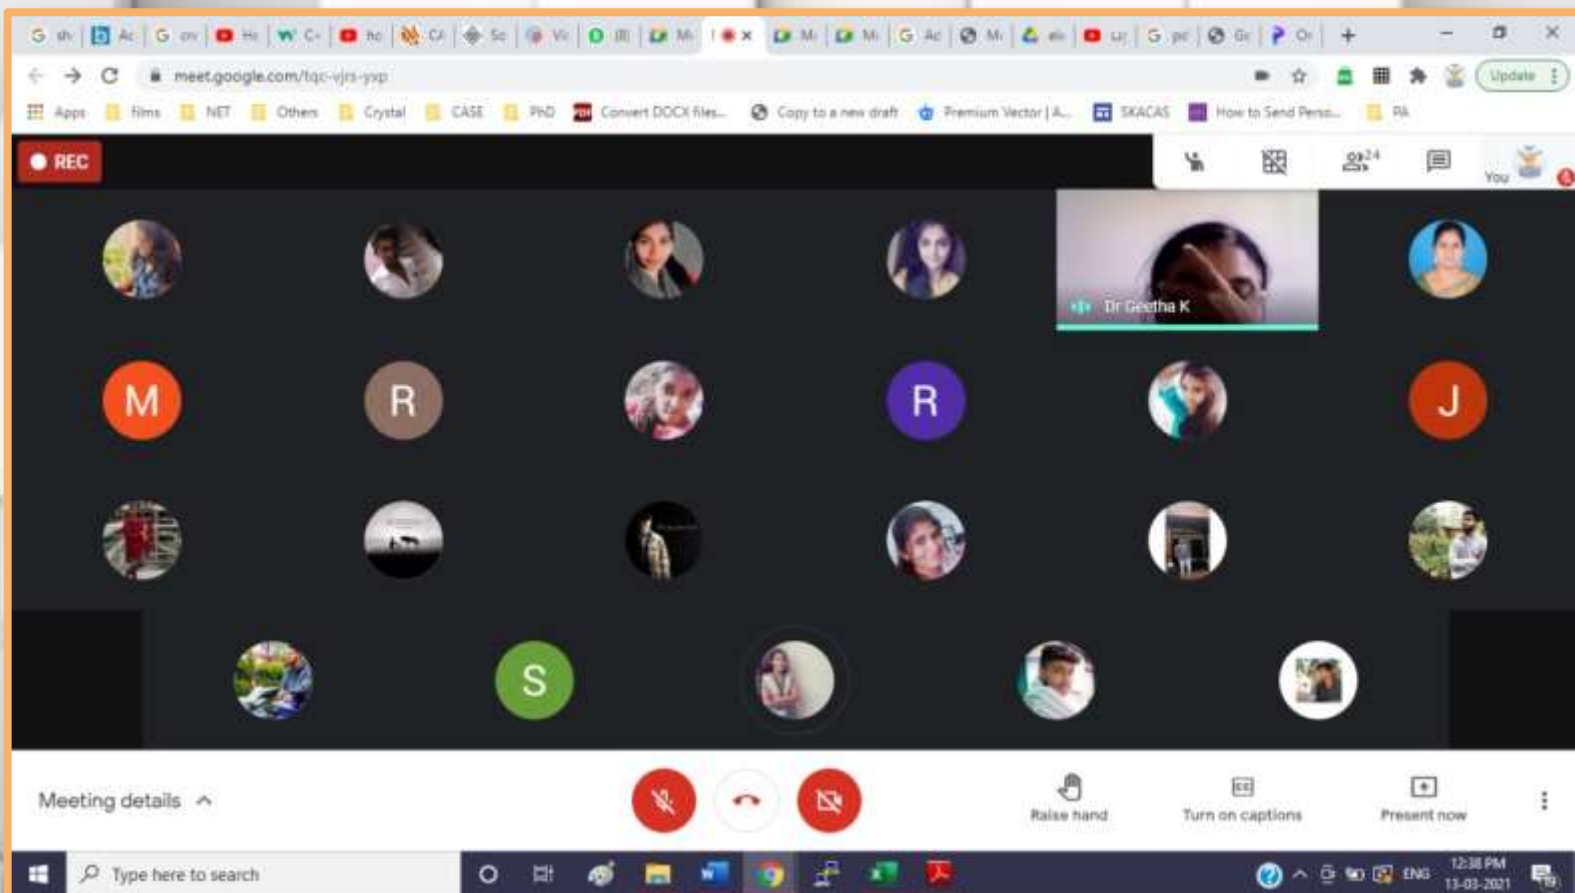 meet.google.com/tqc-vjrs-yxp
Update
Apps films NET Others Crystal CASE PhD Convert DOCX files... Copy to a new draft Premium Vector | A... SKACAS How to Send Perso... PA
REC
24
You
Dr Geetha K
M R R J
S
Meeting details
Raise hand Turn on captions Present now
Type here to search
ENG
12:38 PM
13-03-2021